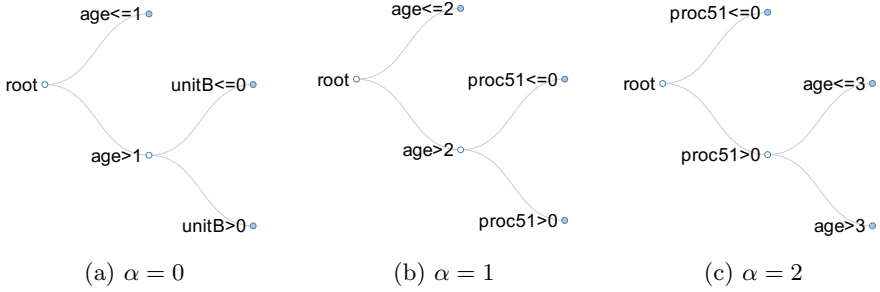 age<=1
root
unitB<=0
age>1
unitB>0
(a) α = 0
age<=2
root
proc51<=0
age>2
proc51>0
(b) α = 1
proc51<=0
root
age<=3
proc51>0
age>3
(c) α = 2